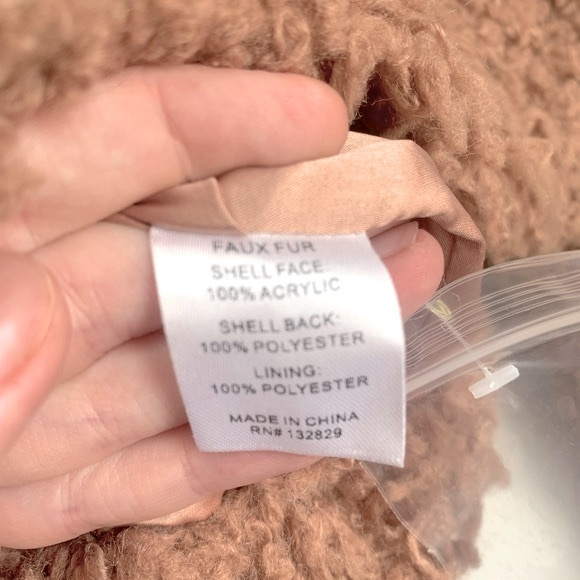 FAUX FUR
SHELL FACE:
100% ACRYLIC
SHELL BACK:
100% POLYESTER
LINING:
100% POLYESTER
MADE IN CHINA
RN# 132829